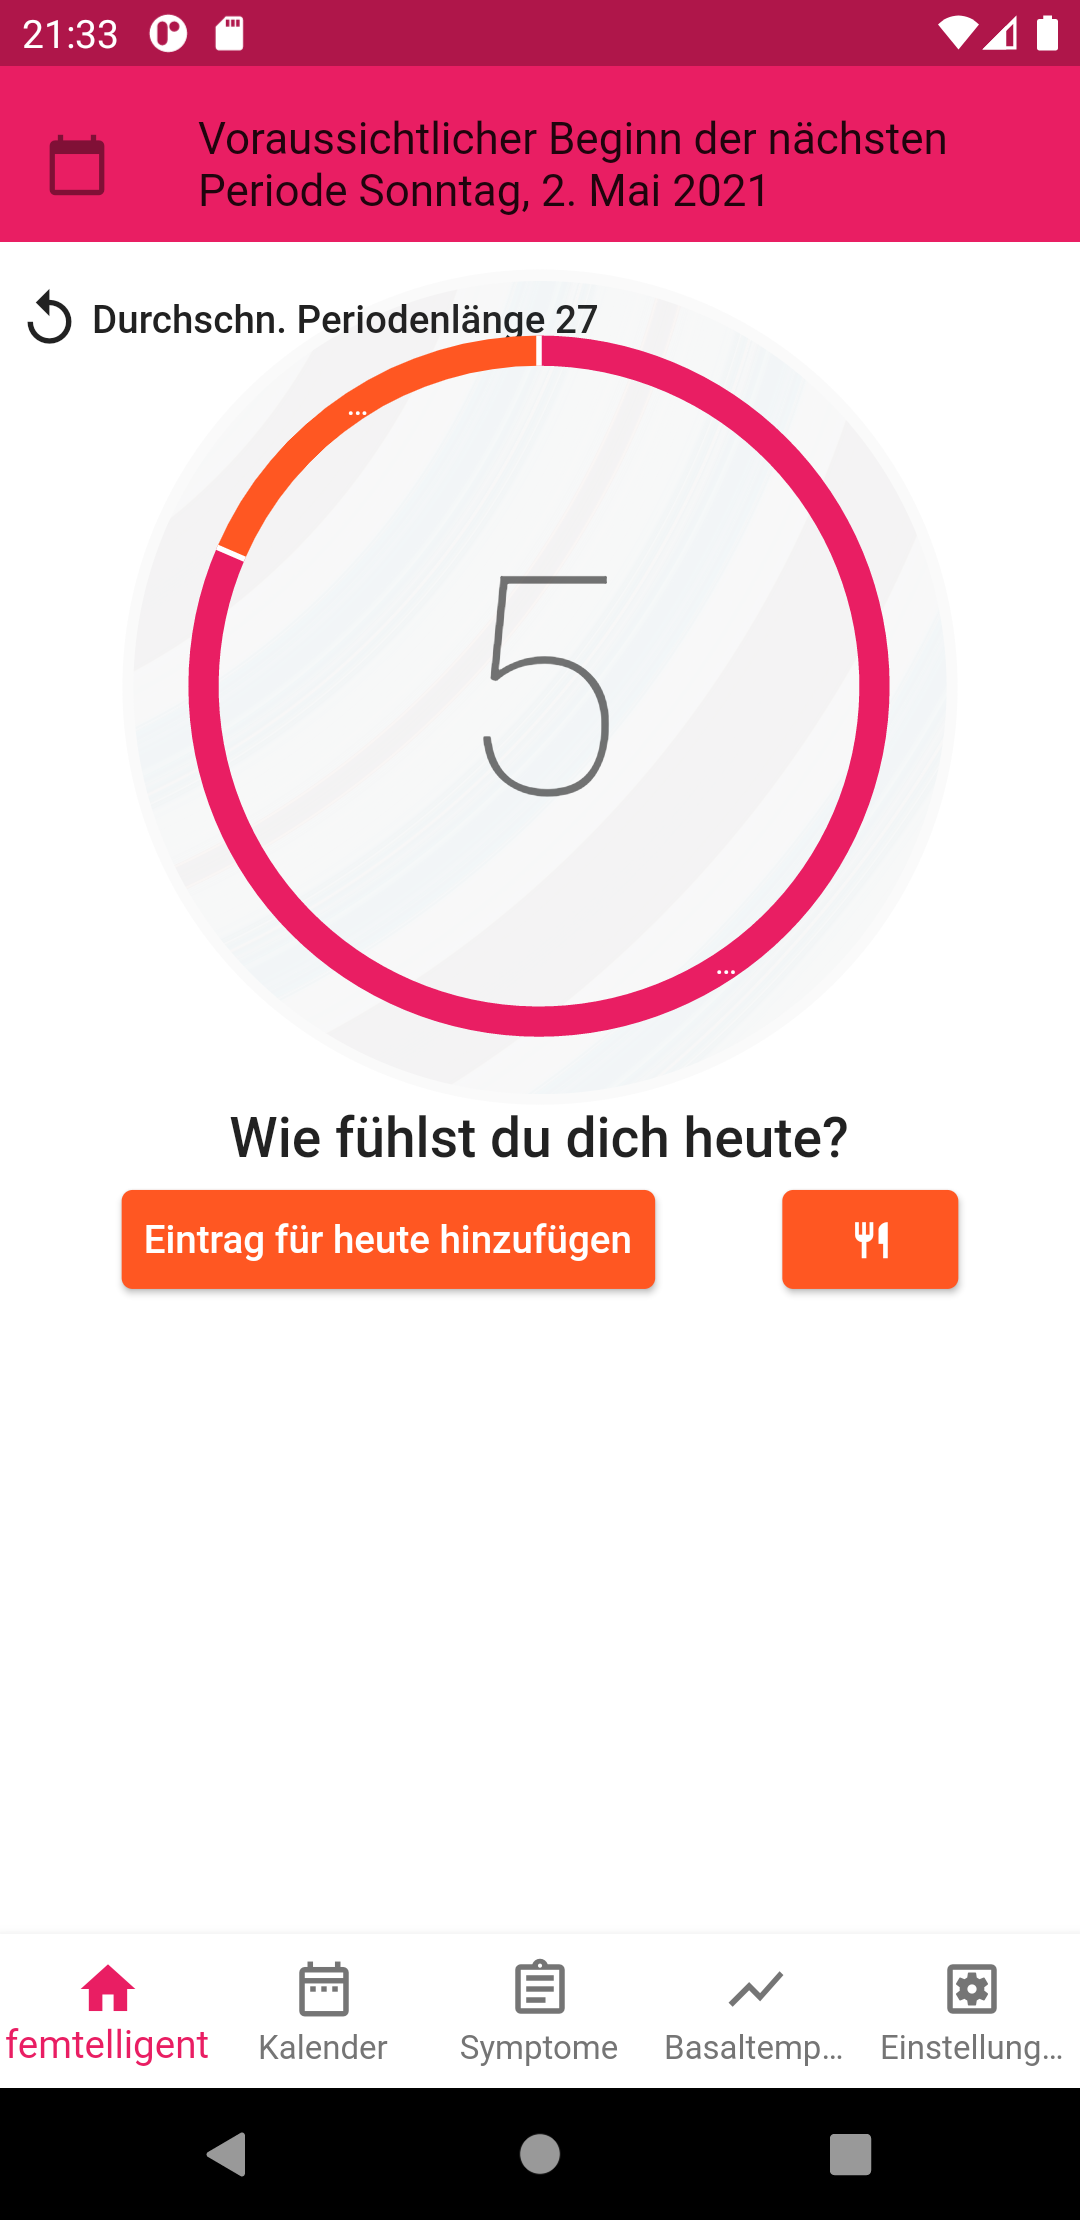 21:33
Voraussichtlicher Beginn der nächsten
Periode Sonntag, 2. Mai 2021
Durchschn. Periodenlänge 27
...
5
...
Wie fühlst du dich heute?
Eintrag für heute hinzufügen
femtelligent
Kalender
Symptome
Basaltemp...
Einstellung...